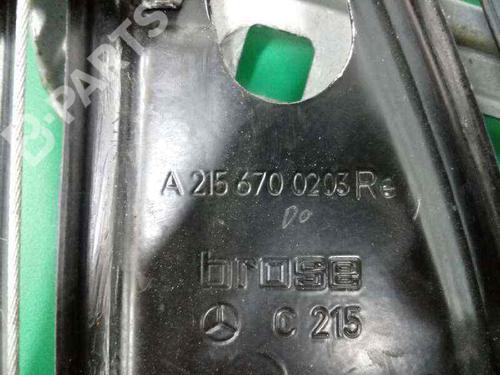 B-PARTS
A 215 670 0203 Re
DO
brose
C 215